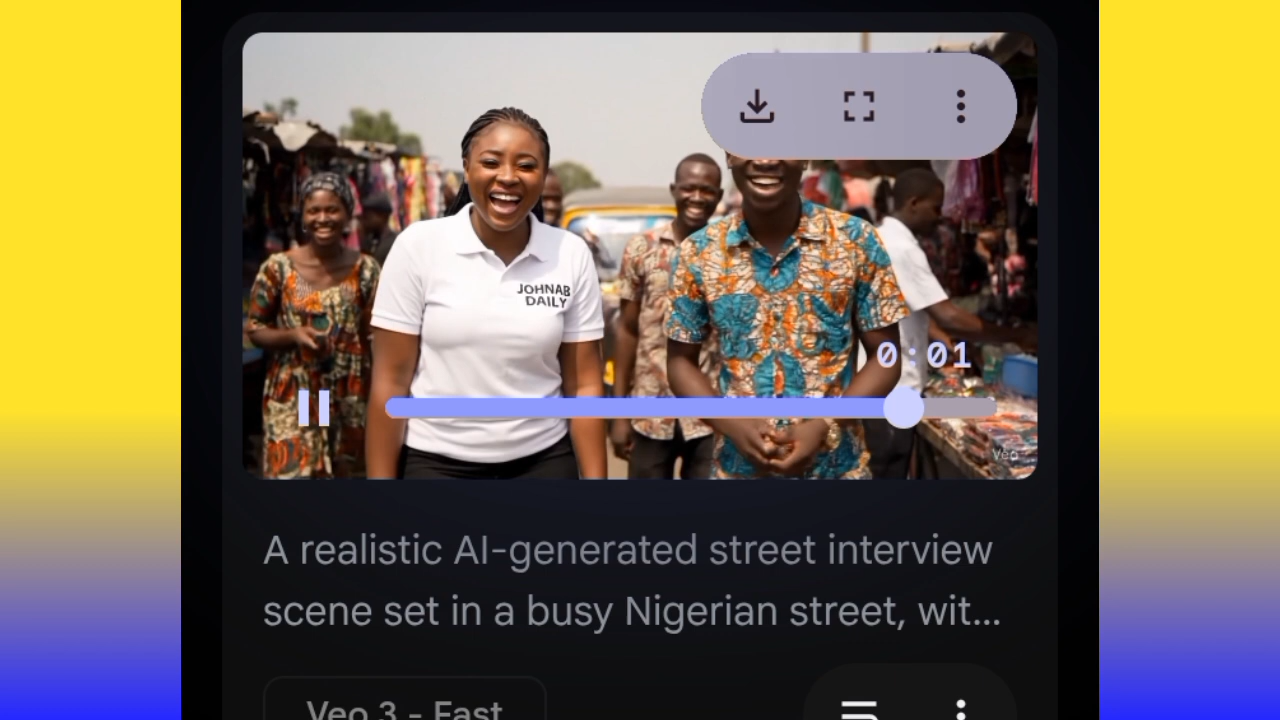 JOHNAB
DAILY
0:01
Veo
A realistic AI-generated street interview
scene set in a busy Nigerian street, wit...
Veo 3 - Fast